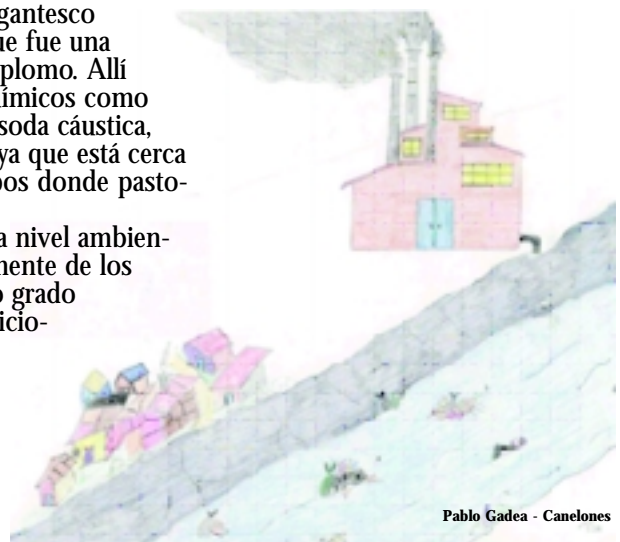 gantesco
ue fue una
plomo. Allí
ímicos como
soda cáustica,
ya que está cerca
pos donde pasto-
a nivel ambien-
mente de los
o grado
icio-
Pablo Gadea - Canelones